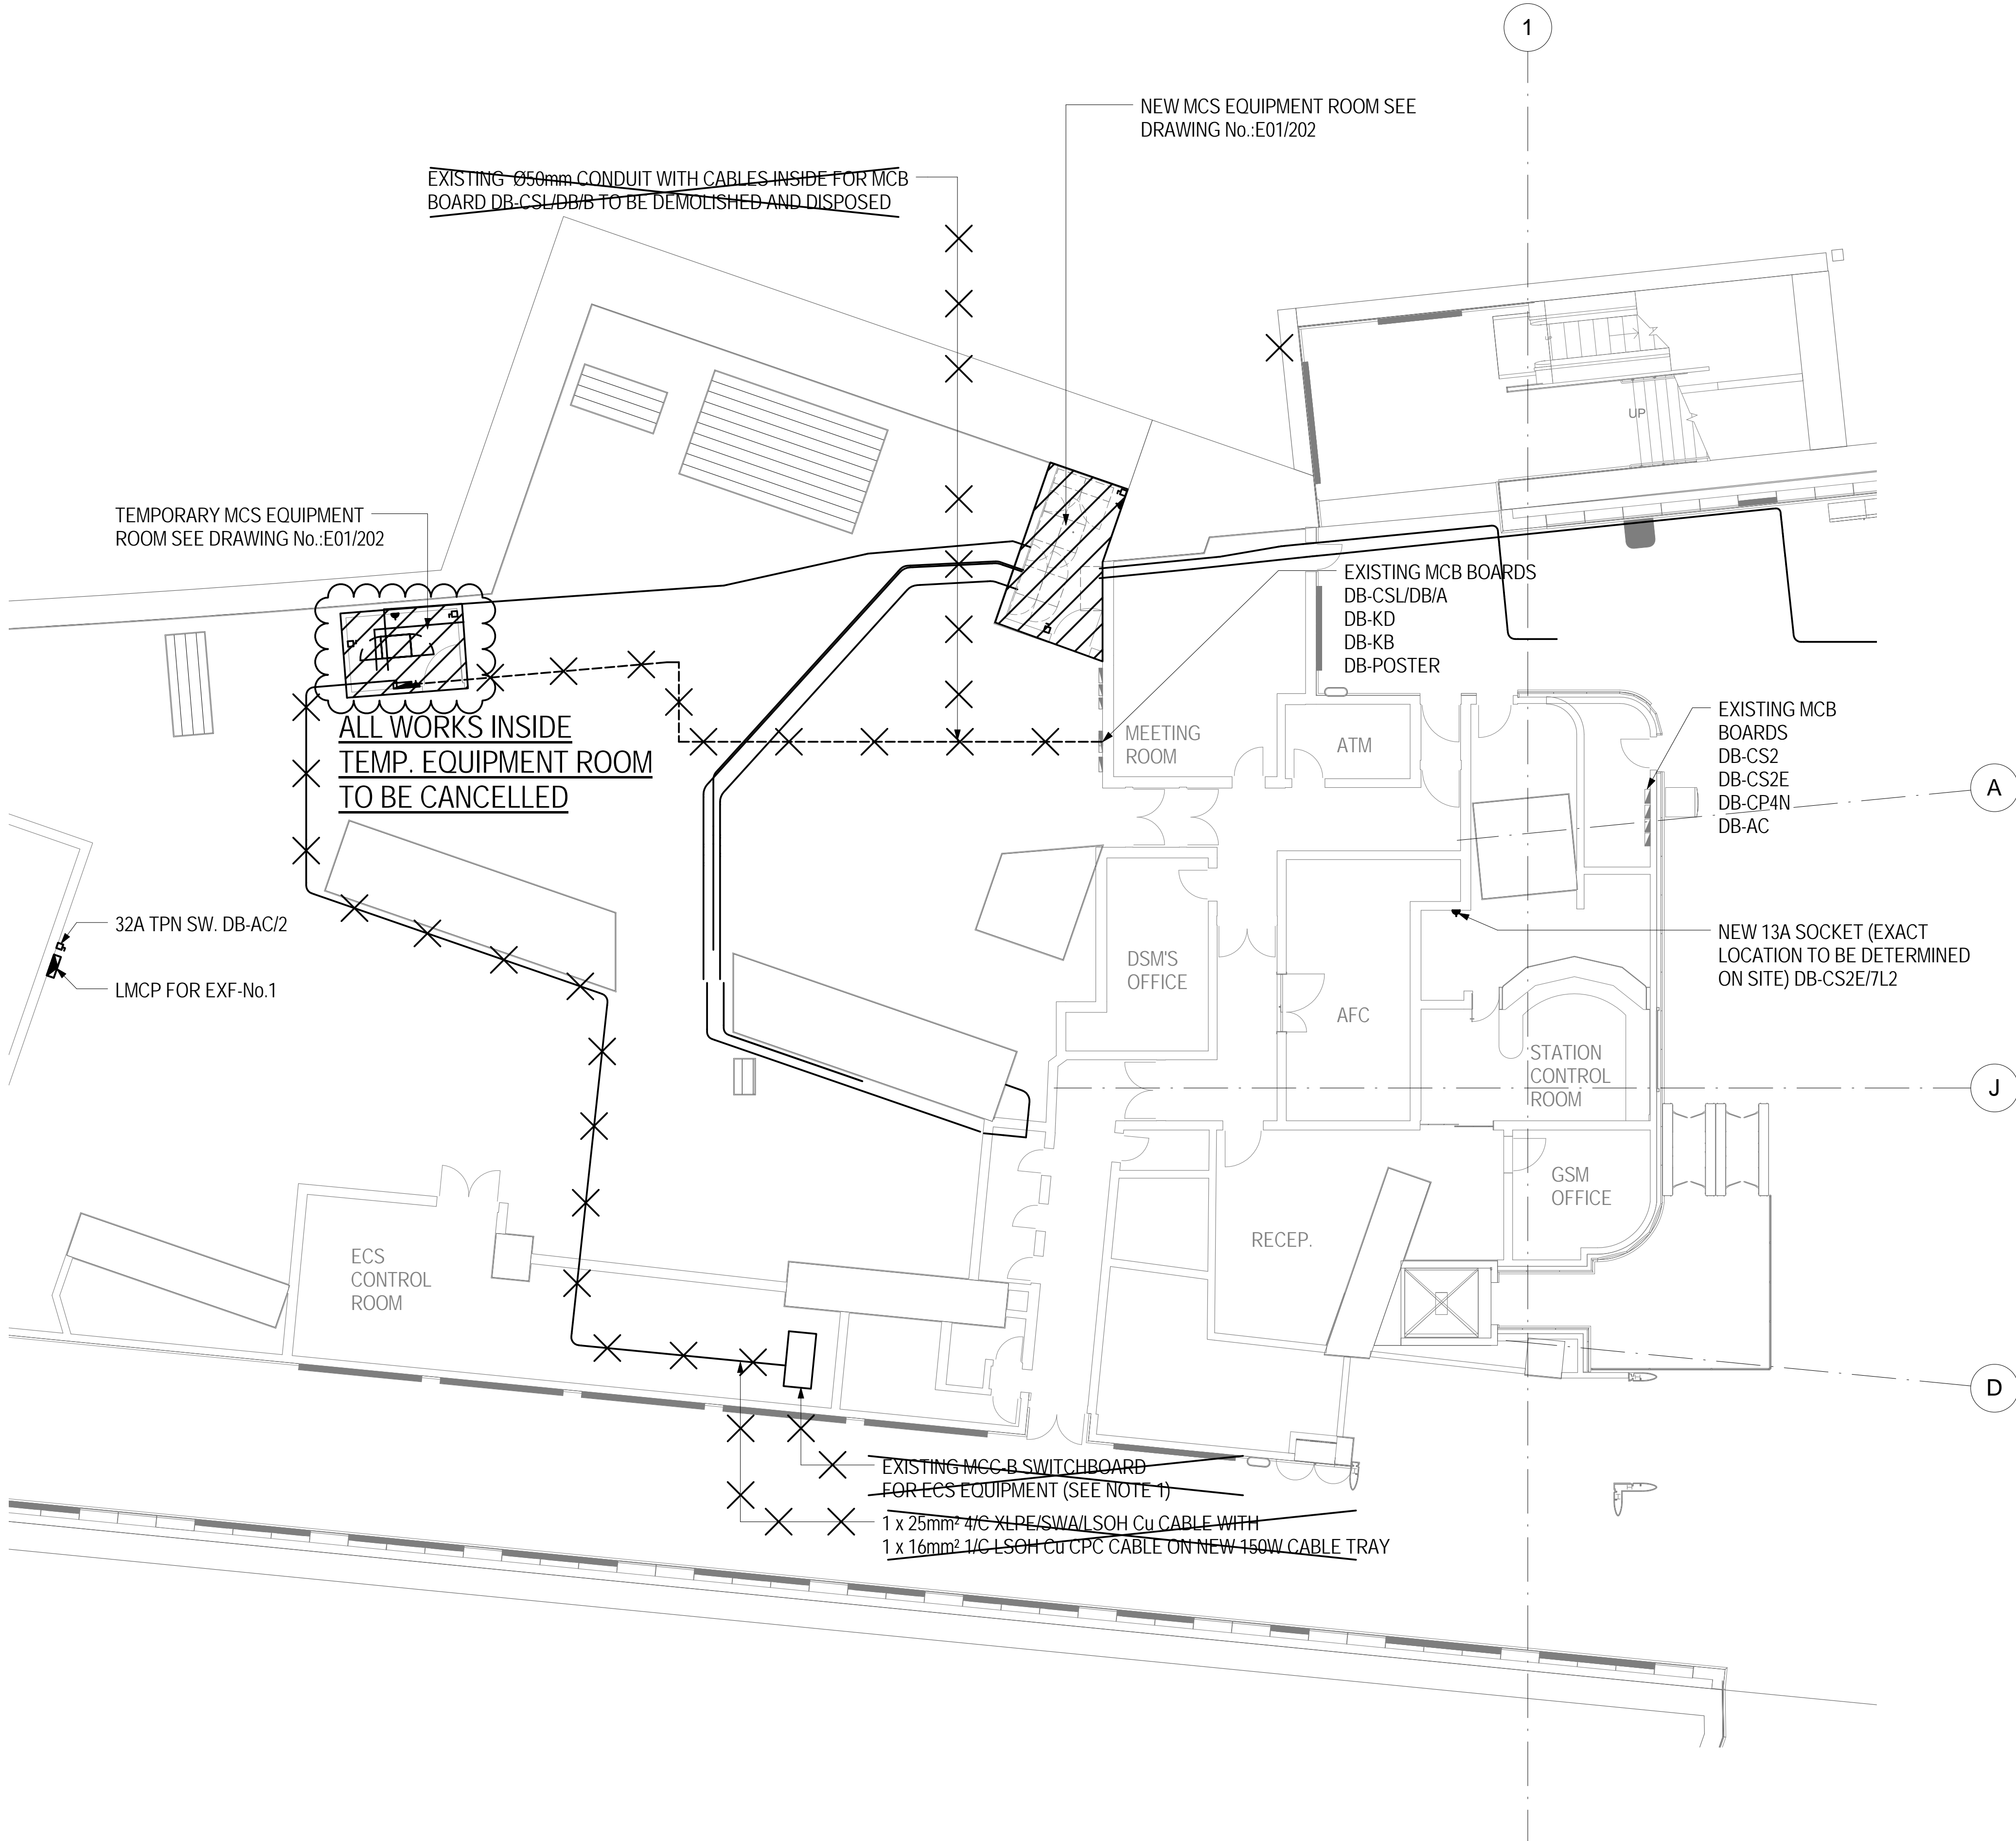 1
NEW MCS EQUIPMENT ROOM SEE
DRAWING No.:E01/202
EXISTING Ø50mm CONDUIT WITH CABLES INSIDE FOR MCB
BOARD DB-CSL/DB/B TO BE DEMOLISHED AND DISPOSED
UP
TEMPORARY MCS EQUIPMENT
ROOM SEE DRAWING No.:E01/202
EXISTING MCB BOARDS
DB-CSL/DB/A
DB-KD
DB-KB
DB-POSTER
ALL WORKS INSIDE
TEMP. EQUIPMENT ROOM
TO BE CANCELLED
MEETING
ROOM
ATM
EXISTING MCB
BOARDS
DB-CS2
DB-CS2E
DB-CP4N
DB-AC
A
32A TPN SW. DB-AC/2
LMCP FOR EXF-No.1
DSM'S
OFFICE
AFC
NEW 13A SOCKET (EXACT
LOCATION TO BE DETERMINED
ON SITE) DB-CS2E/7L2
STATION
CONTROL
ROOM
J
GSM
OFFICE
RECEP.
ECS
CONTROL
ROOM
D
EXISTING MCC-B SWITCHBOARD
FOR ECS EQUIPMENT (SEE NOTE 1)
1 x 25mm² 4/C XLPE/SWA/LSOH Cu CABLE WITH
1 x 16mm² 1/C LSOH Cu CPC CABLE ON NEW 150W CABLE TRAY